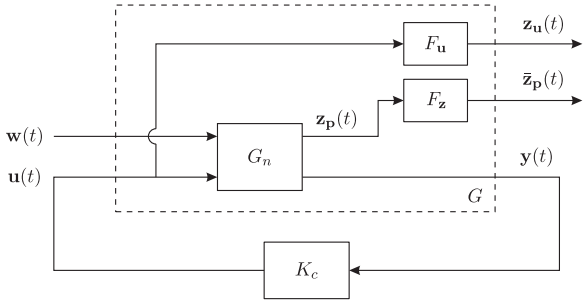 z_u(t)
F_u
z̄_p(t)
F_z
z_p(t)
w(t)
G_n
y(t)
u(t)
G
K_c